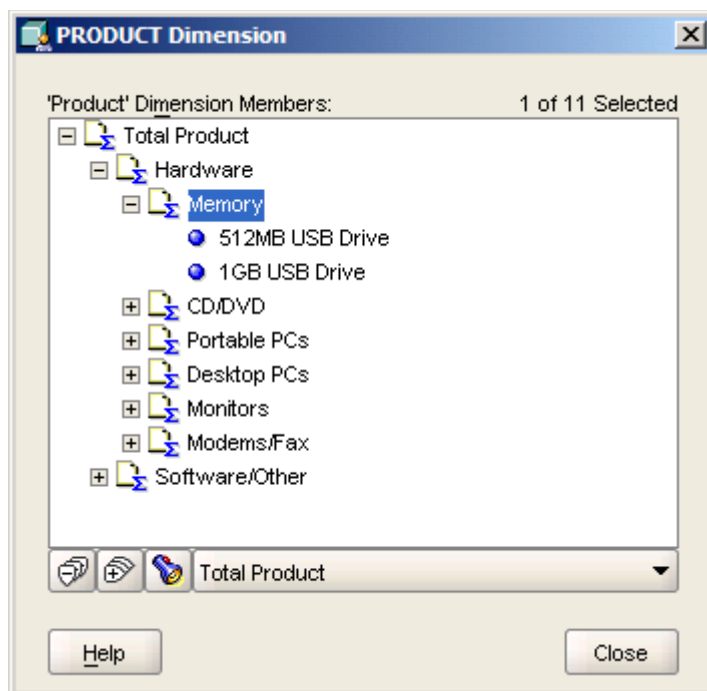 PRODUCT Dimension
'Product' Dimension Members: 1 of 11 Selected
Total Product
Hardware
Memory
512MB USB Drive
1GB USB Drive
CD/DVD
Portable PCs
Desktop PCs
Monitors
Modems/Fax
Software/Other
Total Product
Help Close